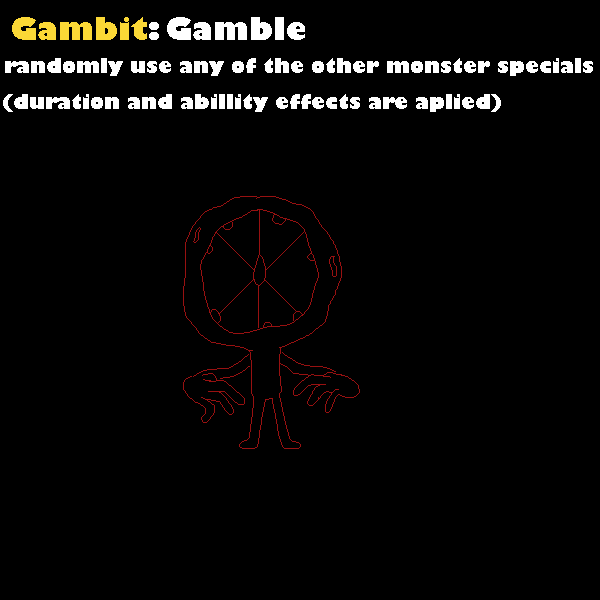 Gambit: Gamble
randomly use any of the other monster specials
(duration and abillity effects are aplied)